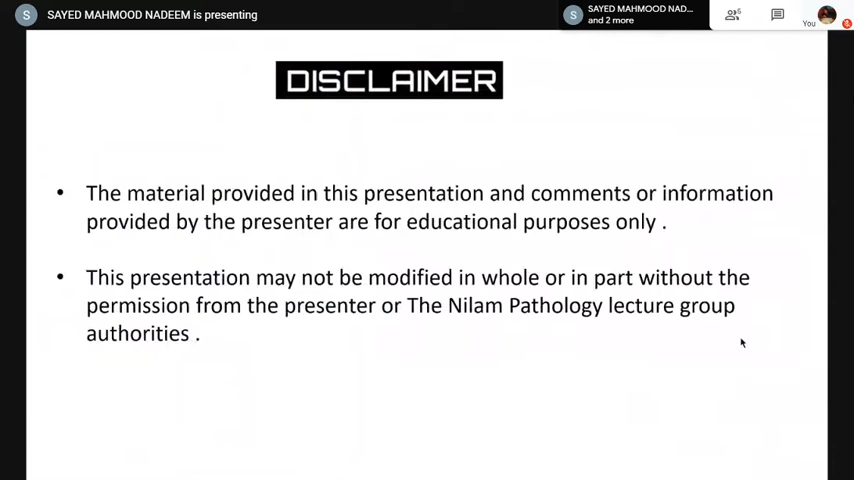 S SAYED MAHMOOD NADEEM is presenting
S SAYED MAHMOOD NAD...
and 2 more
You
DISCLAIMER
• The material provided in this presentation and comments or information
provided by the presenter are for educational purposes only .
• This presentation may not be modified in whole or in part without the
permission from the presenter or The Nilam Pathology lecture group
authorities .